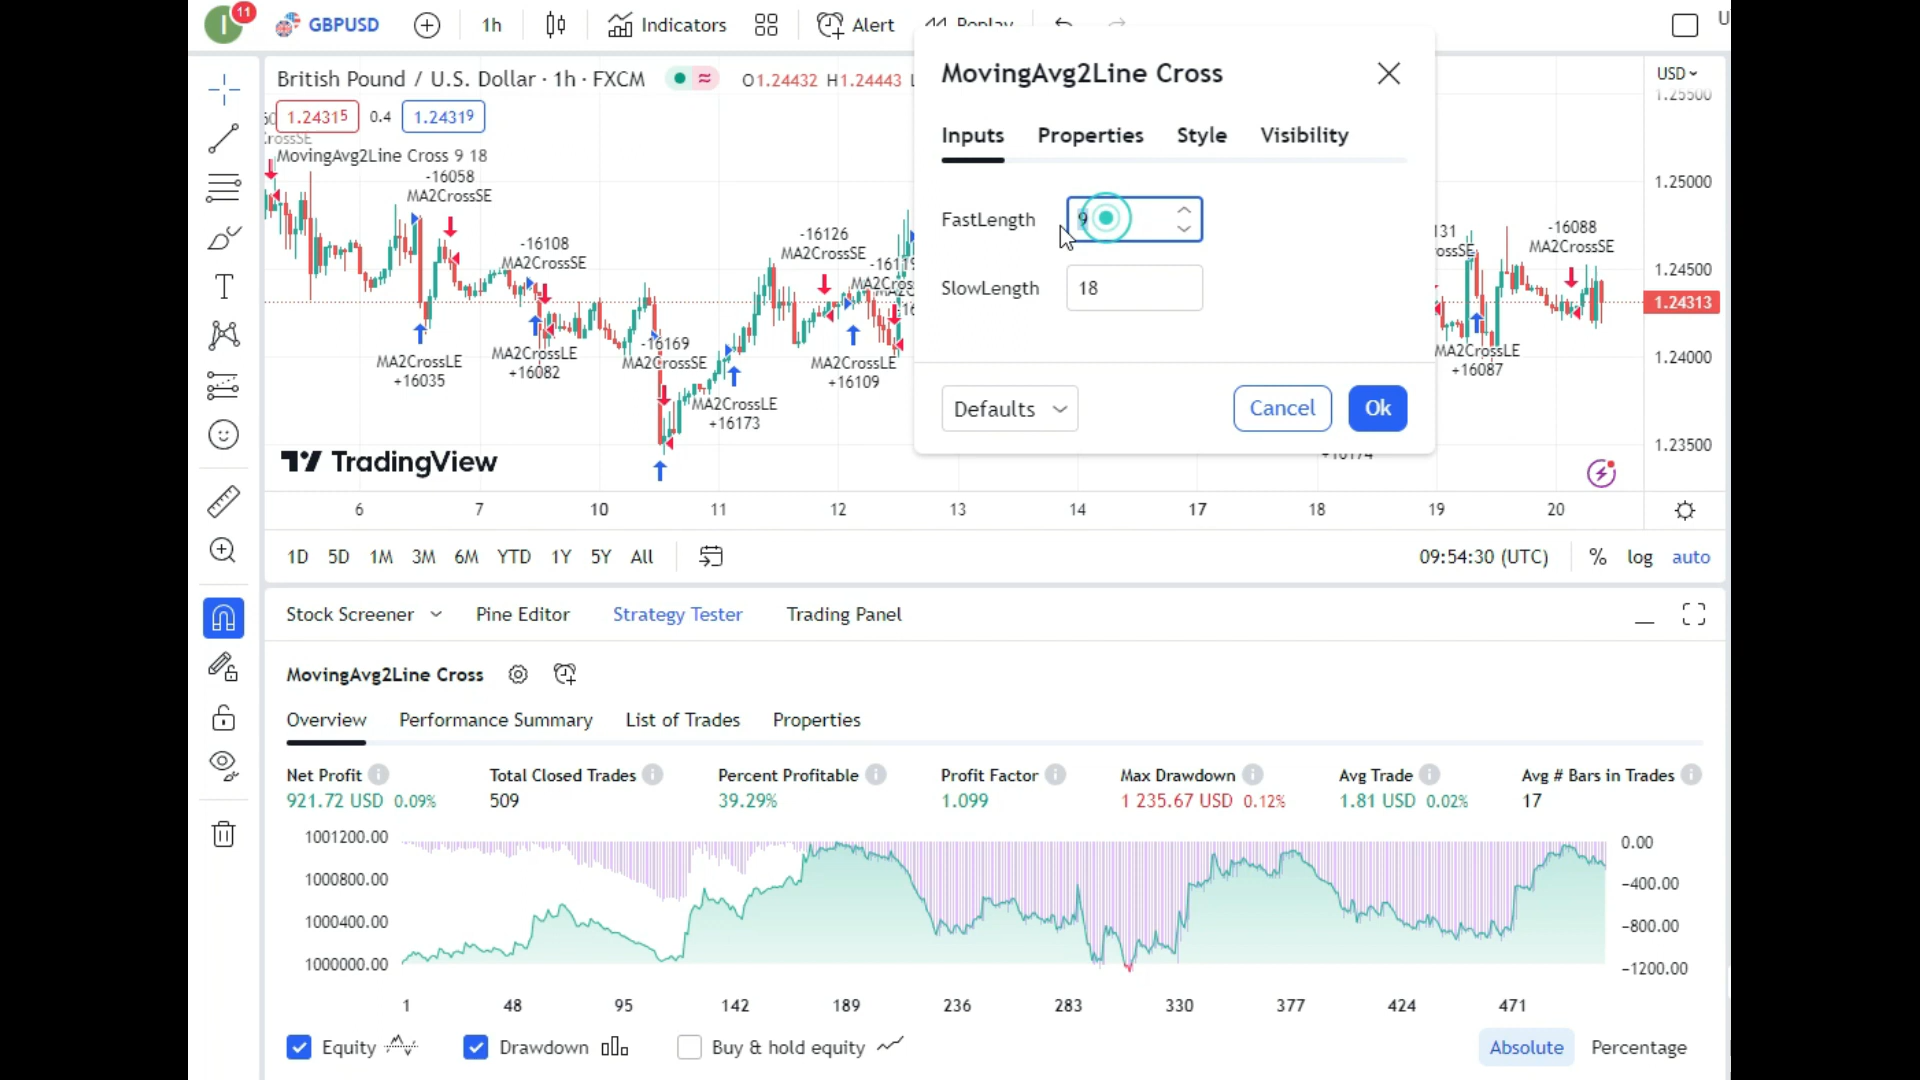 I
11
GBPUSD
1h
Indicators
Alert
Replay
U
British Pound / U.S. Dollar · 1h · FXCM
O1.24432 H1.24443
USD
1.25500
1.24315
0.4
1.24319
MovingAvg2Line Cross 9 18
-16058
MA2CrossSE
-16108
MA2CrossSE
-16126
MA2CrossSE
-16088
MA2CrossSE
1.25000
1.24500
1.24313
1.24000
1.23500
MA2CrossLE
+16035
MA2CrossLE
+16082
-16169
MA2CrossSE
MA2CrossLE
+16173
MA2CrossLE
+16109
MA2CrossLE
+16087
+16174
TradingView
6 7 10 11 12 13 14 17 18 19 20
MovingAvg2Line Cross
Inputs Properties Style Visibility
FastLength 9
SlowLength 18
Defaults
Cancel
Ok
1D 5D 1M 3M 6M YTD 1Y 5Y All
09:54:30 (UTC)
% log auto
Stock Screener Pine Editor Strategy Tester Trading Panel
MovingAvg2Line Cross
Overview Performance Summary List of Trades Properties
Net Profit Total Closed Trades Percent Profitable Profit Factor Max Drawdown Avg Trade Avg # Bars in Trades
921.72 USD 0.09% 509 39.29% 1.099 1 235.67 USD 0.12% 1.81 USD 0.02% 17
1001200.00 0.00
1000800.00 −400.00
1000400.00 −800.00
1000000.00 −1200.00
1 48 95 142 189 236 283 330 377 424 471
Equity Drawdown Buy & hold equity
Absolute Percentage